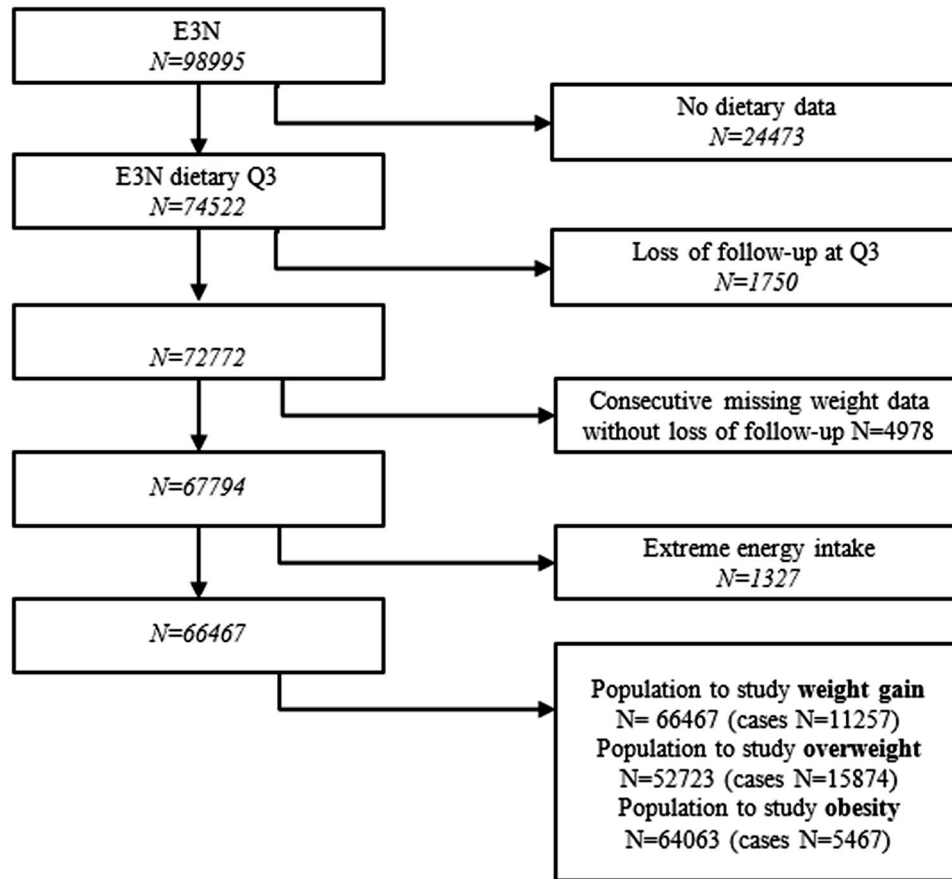 E3N
N=98995
No dietary data
N=24473
E3N dietary Q3
N=74522
Loss of follow-up at Q3
N=1750
N=72772
Consecutive missing weight data
without loss of follow-up N=4978
N=67794
Extreme energy intake
N=1327
N=66467
Population to study weight gain
N= 66467 (cases N=11257)
Population to study overweight
N=52723 (cases N=15874)
Population to study obesity
N=64063 (cases N=5467)